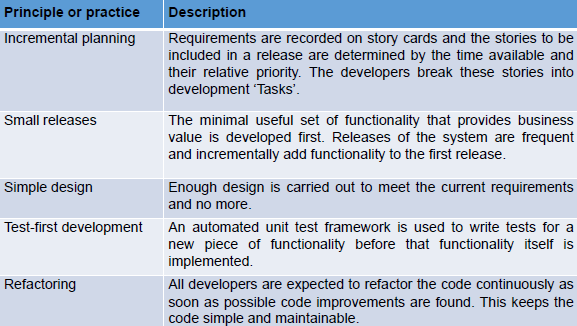 Principle or practice Description
Incremental planning Requirements are recorded on story cards and the stories to be
included in a release are determined by the time available and
their relative priority. The developers break these stories into
development ‘Tasks’.
Small releases The minimal useful set of functionality that provides business
value is developed first. Releases of the system are frequent
and incrementally add functionality to the first release.
Simple design Enough design is carried out to meet the current requirements
and no more.
Test-first development An automated unit test framework is used to write tests for a
new piece of functionality before that functionality itself is
implemented.
Refactoring All developers are expected to refactor the code continuously as
soon as possible code improvements are found. This keeps the
code simple and maintainable.